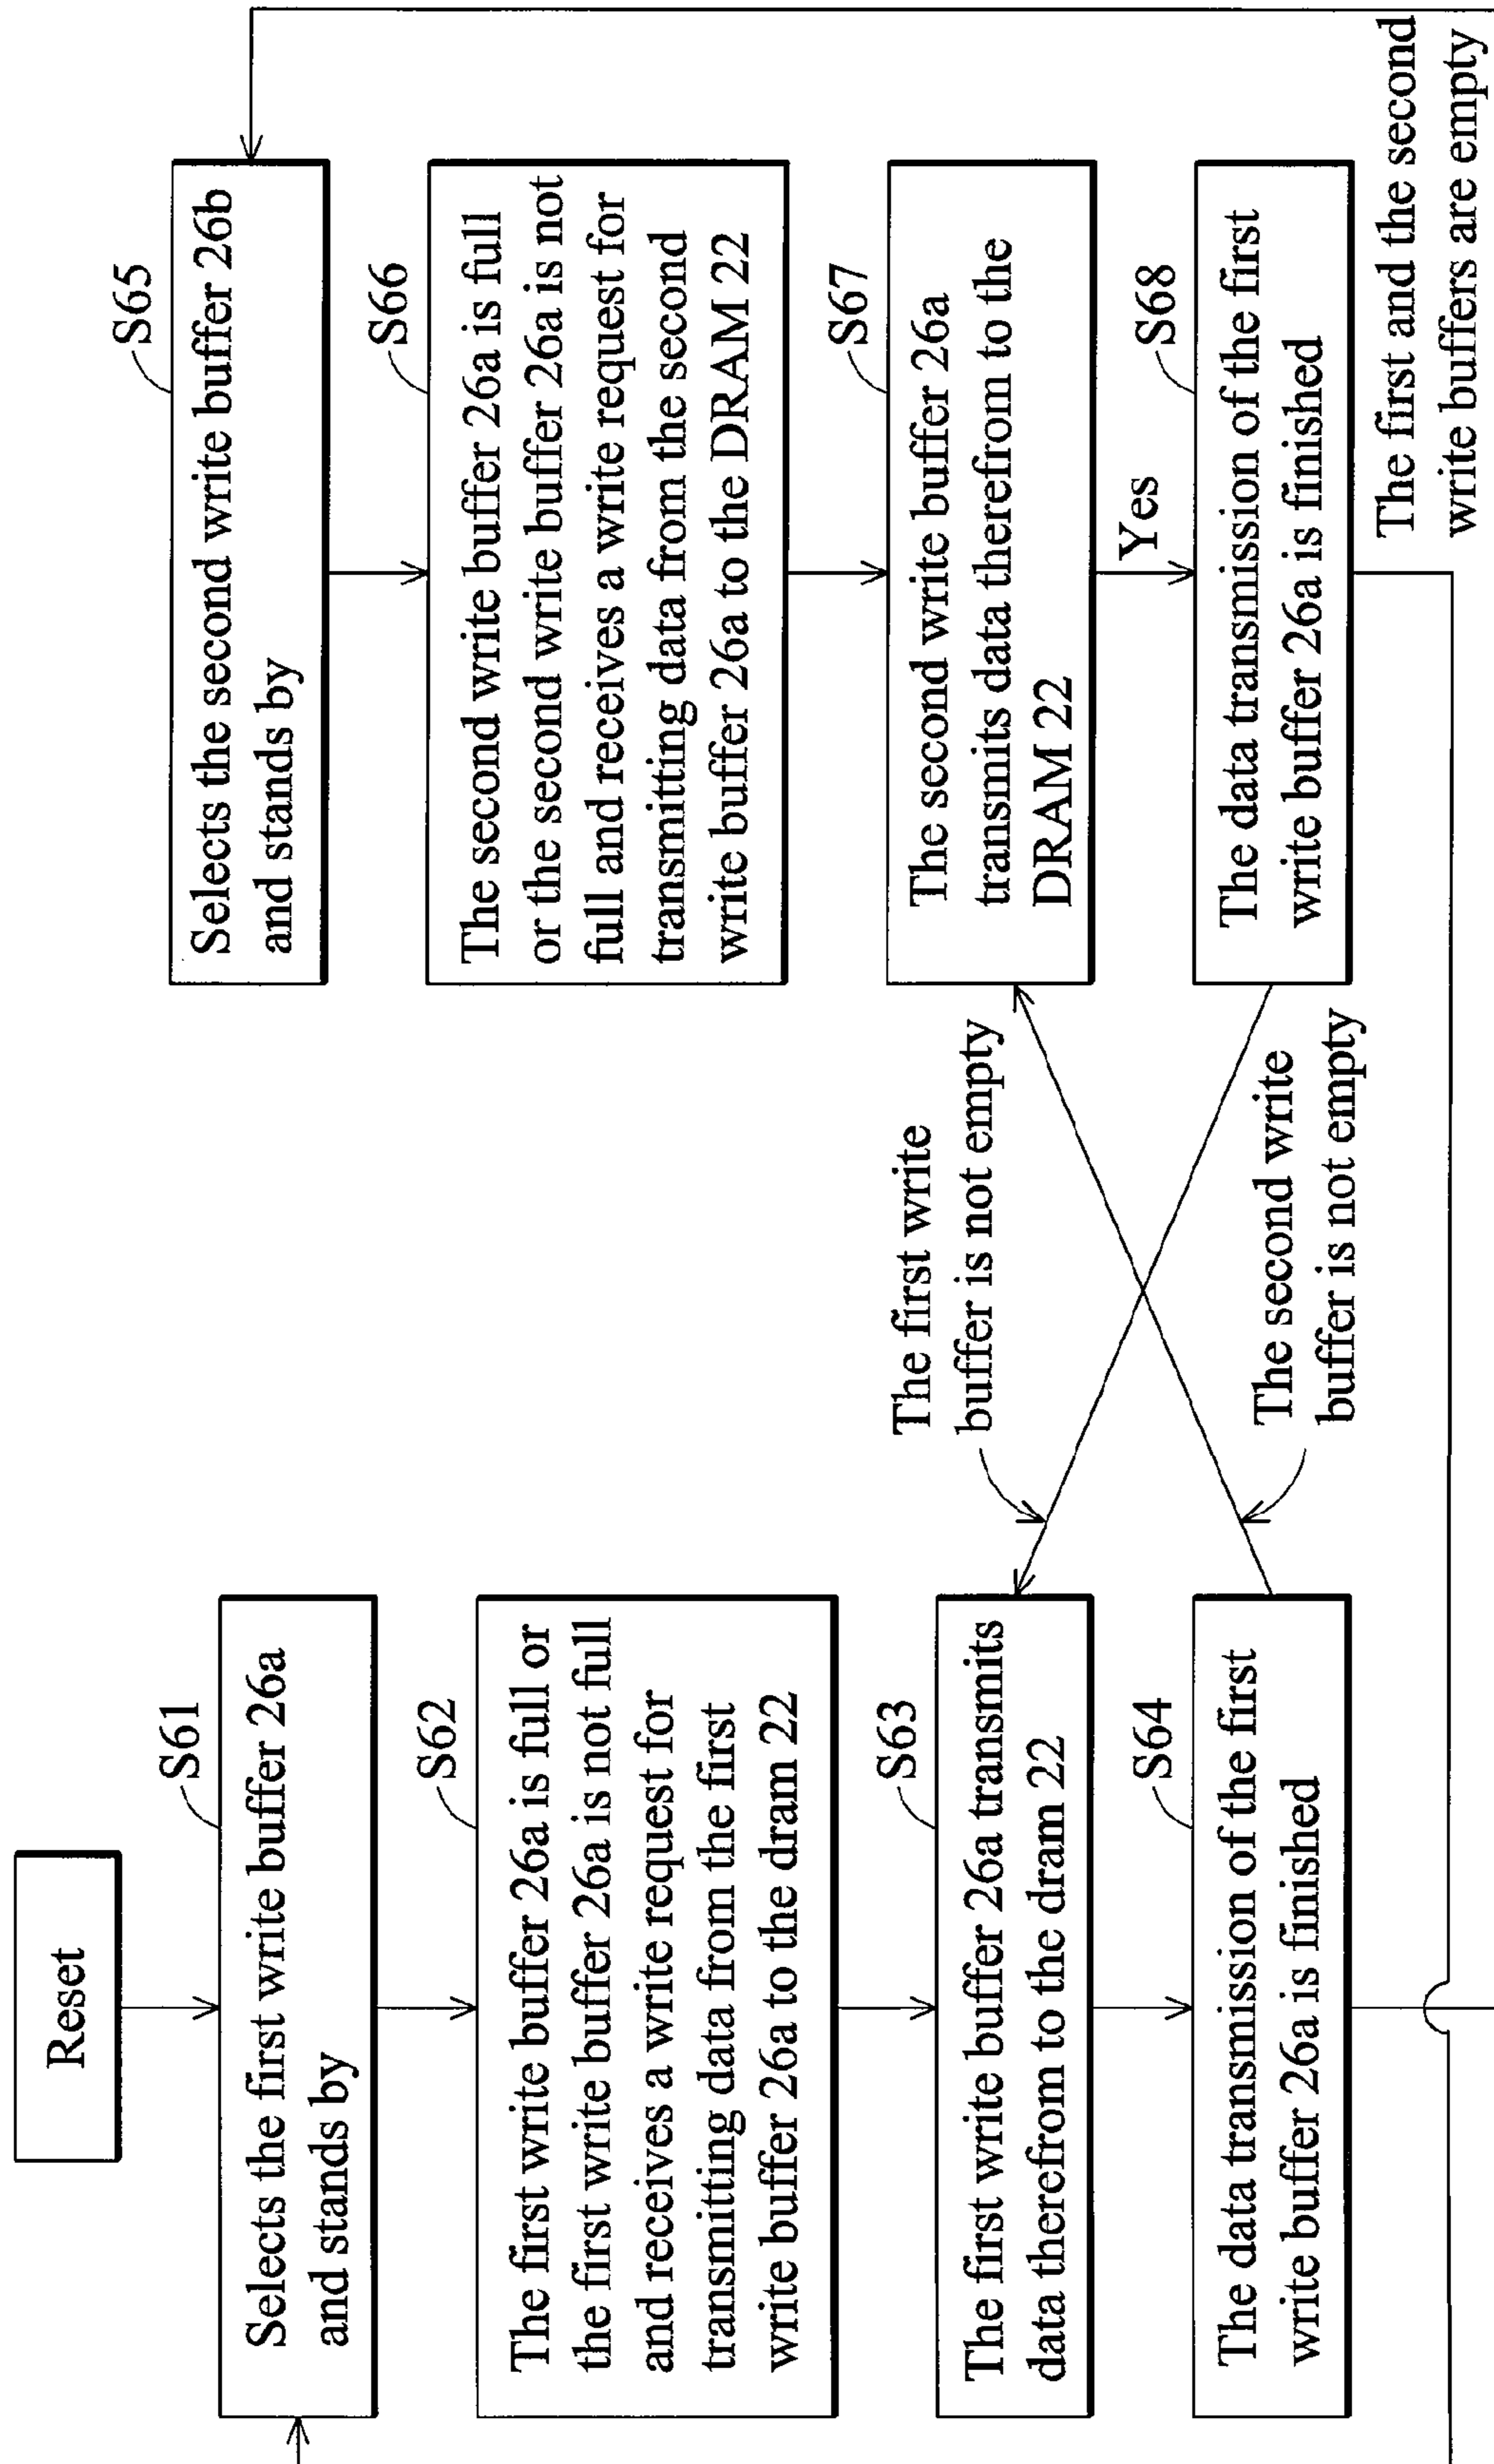 Reset
S61
Selects the first write buffer 26a
and stands by
S62
The first write buffer 26a is full or
the first write buffer 26a is not full
and receives a write request for
transmitting data from the first
write buffer 26a to the dram 22
S63
The first write buffer 26a transmits
data therefrom to the dram 22
S64
The data transmission of the first
write buffer 26a is finished
The first write
buffer is not empty
The second write
buffer is not empty
S65
Selects the second write buffer 26b
and stands by
S66
The second write buffer 26a is full
or the second write buffer 26a is not
full and receives a write request for
transmitting data from the second
write buffer 26a to the DRAM 22
S67
The second write buffer 26a
transmits data therefrom to the
DRAM 22
Yes
S68
The data transmission of the first
write buffer 26a is finished
The first and the second
write buffers are empty